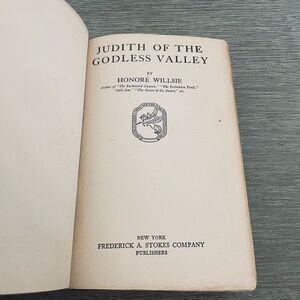 JUDITH OF THE
GODLESS VALLEY
BY
HONORÉ WILLSIE
Author of "The Enchanted Canyon," "The Forbidden Trail,"
"Still Jim," "The Heart of the Desert," etc.
NEW YORK
FREDERICK A. STOKES COMPANY
PUBLISHERS